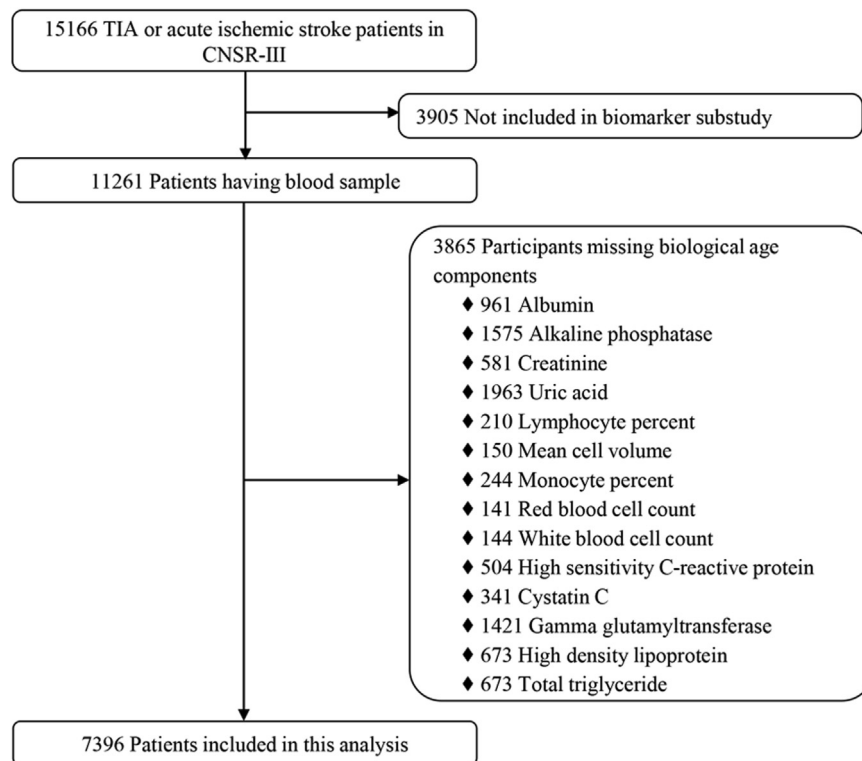 15166 TIA or acute ischemic stroke patients in
CNSR-III
3905 Not included in biomarker substudy
11261 Patients having blood sample
3865 Participants missing biological age
components
♦ 961 Albumin
♦ 1575 Alkaline phosphatase
♦ 581 Creatinine
♦ 1963 Uric acid
♦ 210 Lymphocyte percent
♦ 150 Mean cell volume
♦ 244 Monocyte percent
♦ 141 Red blood cell count
♦ 144 White blood cell count
♦ 504 High sensitivity C-reactive protein
♦ 341 Cystatin C
♦ 1421 Gamma glutamyltransferase
♦ 673 High density lipoprotein
♦ 673 Total triglyceride
7396 Patients included in this analysis